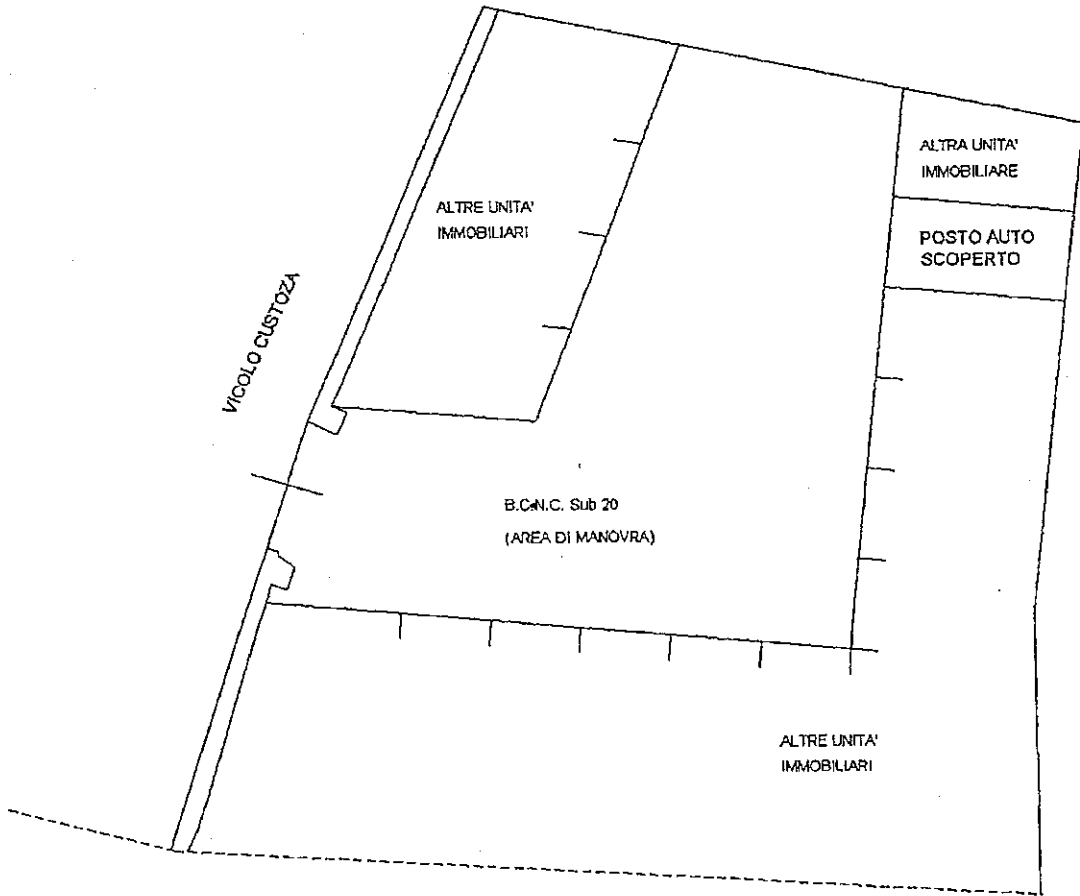 ALTRA UNITA'
IMMOBILIARE
ALTRE UNITA'
IMMOBILIARI
POSTO AUTO
SCOPERTO
VICOLO CUSTOZA
B.C.N.C. Sub 20
(AREA DI MANOVRA)
ALTRE UNITA'
IMMOBILIARI